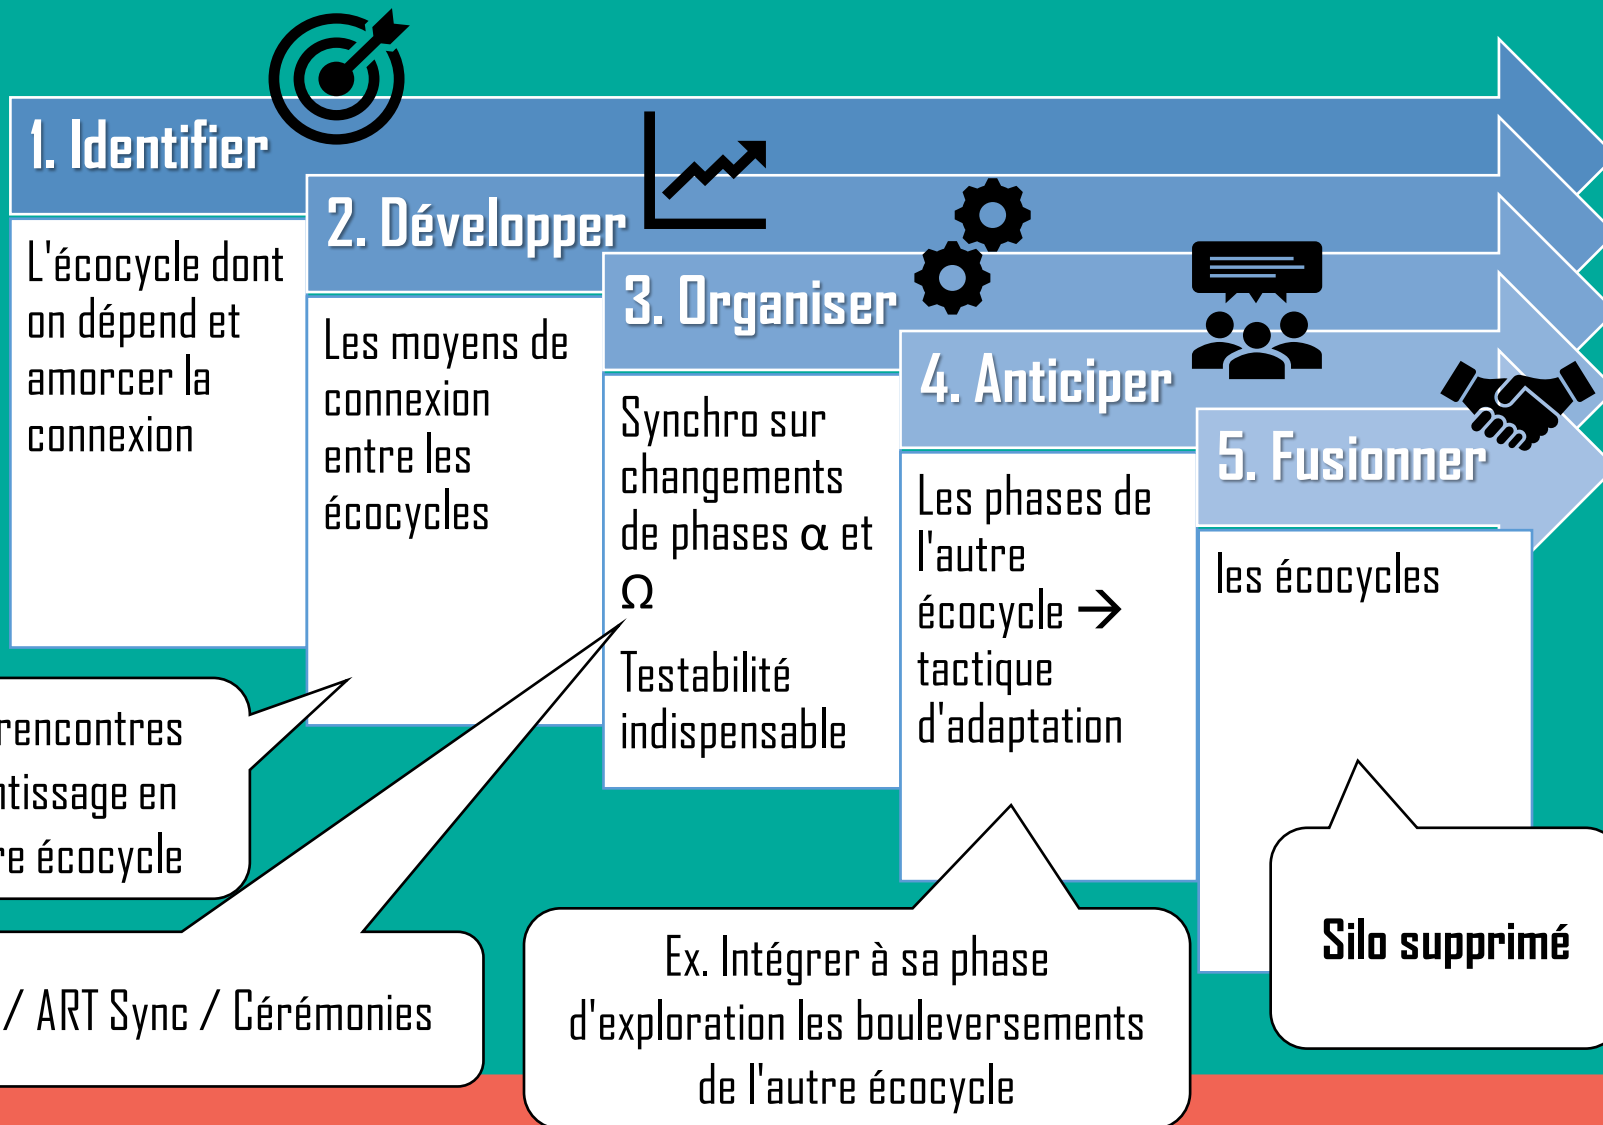 1. Identifier
L'écocycle dont
on dépend et
amorcer la
connexion
2. Développer
Les moyens de
connexion
entre les
écocycles
3. Organiser
Synchro sur
changements
de phases α et
Ω
Testabilité
indispensable
4. Anticiper
Les phases de
l'autre
écocycle →
tactique
d'adaptation
5. Fusionner
les écocycles
rencontres
en
écocycle
/ ART Sync / Cérémonies
Ex. Intégrer à sa phase
d'exploration les bouleversements
de l'autre écocycle
Silo supprimé